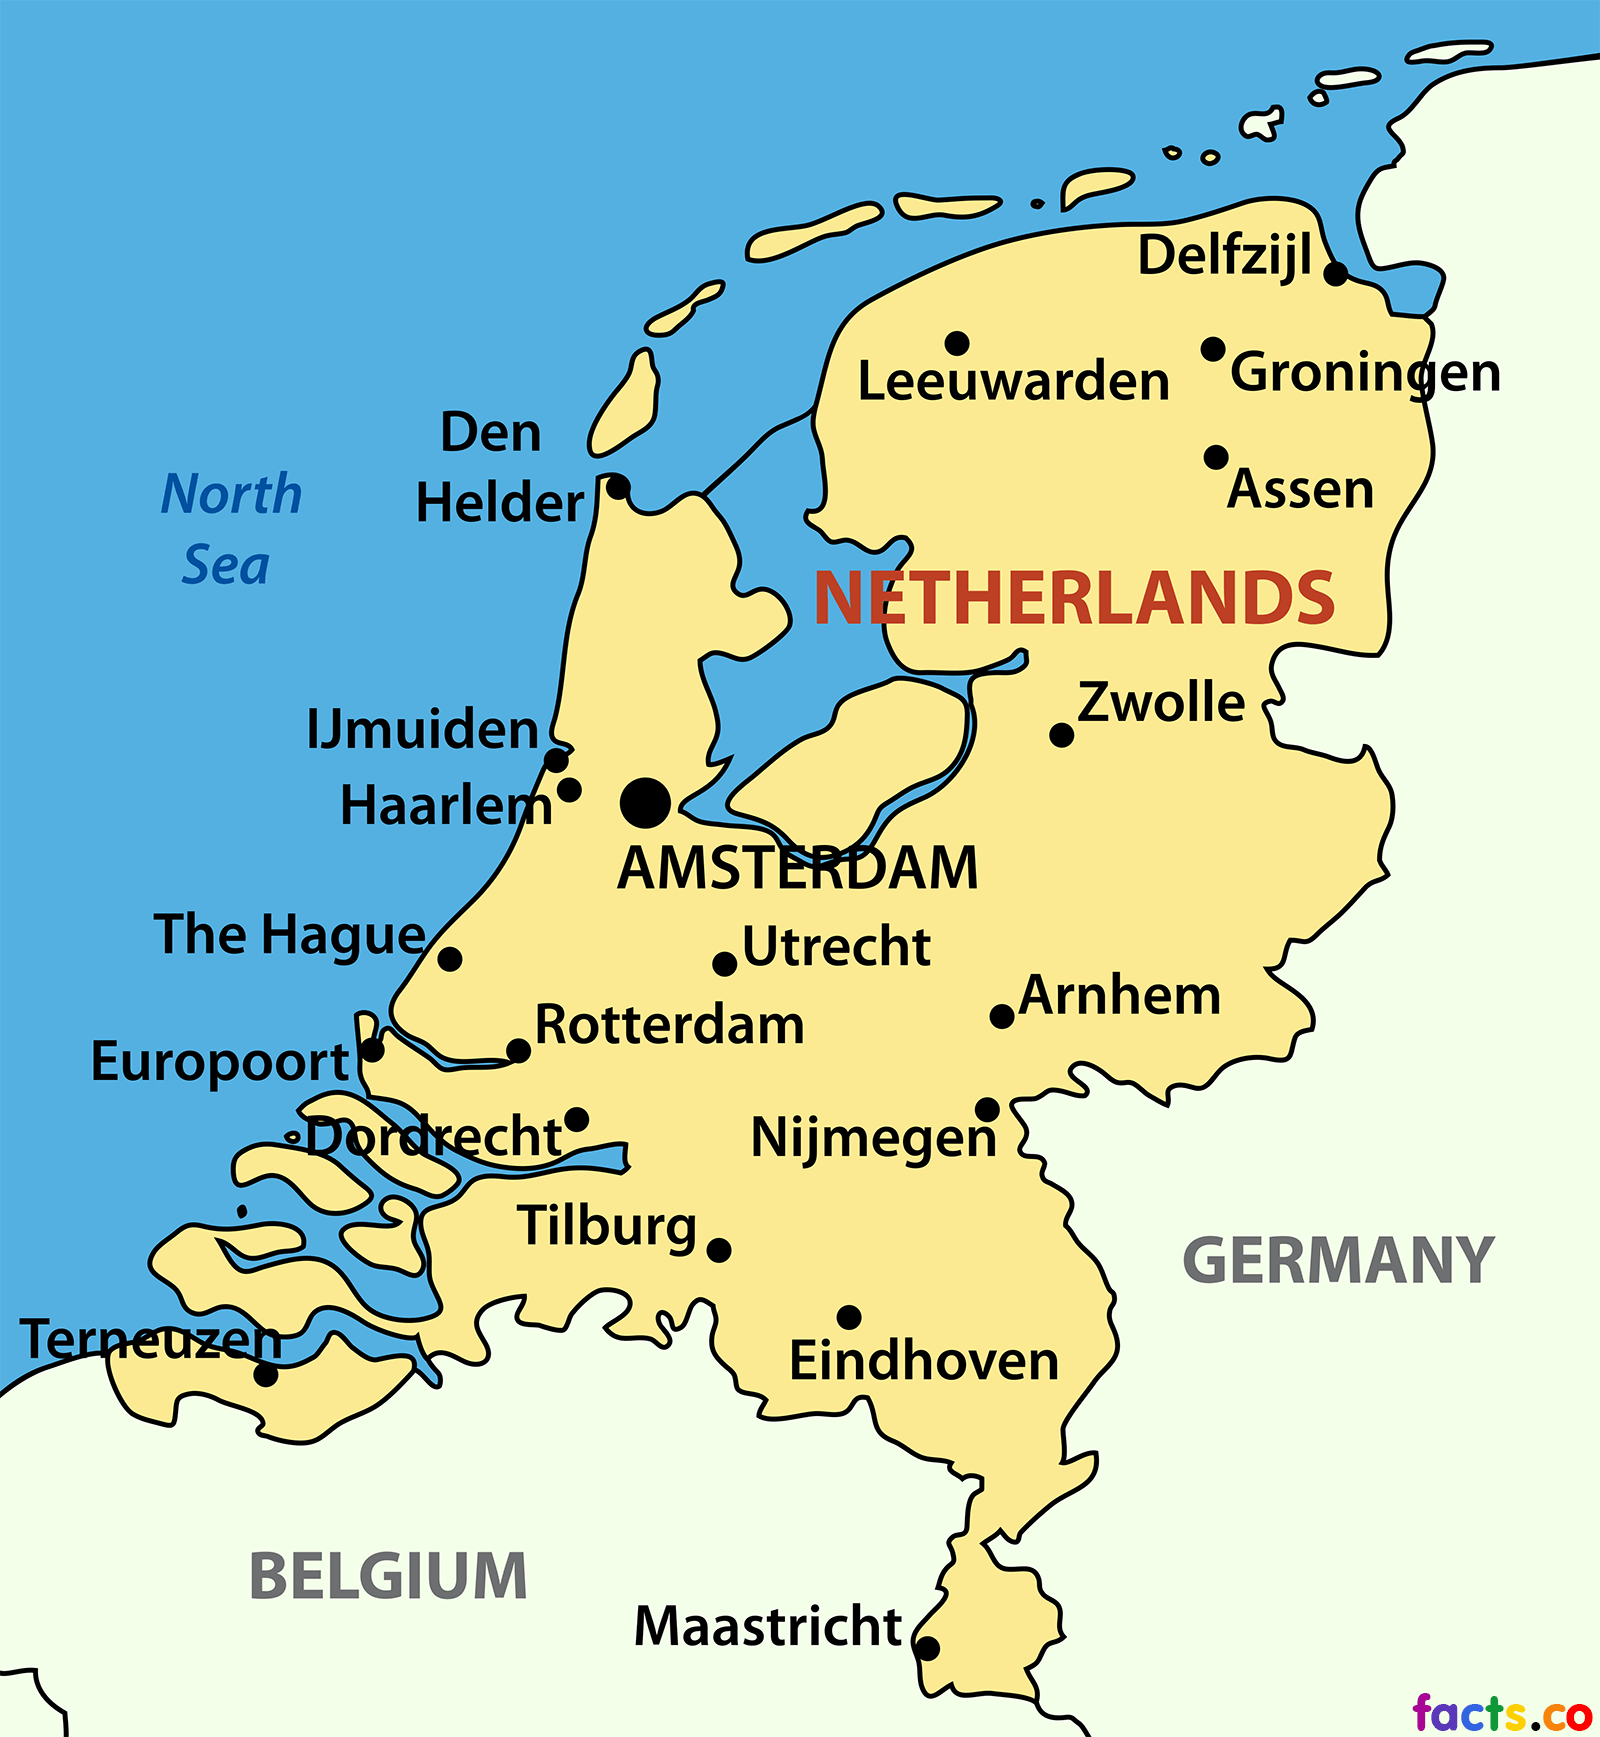 Delfzijl
Leeuwarden
Groningen
Den
Helder
Assen
North
Sea
NETHERLANDS
Zwolle
IJmuiden
Haarlem
AMSTERDAM
The Hague
Utrecht
Arnhem
Rotterdam
Europoort
Dordrecht
Nijmegen
Tilburg
GERMANY
Terneuzen
Eindhoven
BELGIUM
Maastricht
facts.co